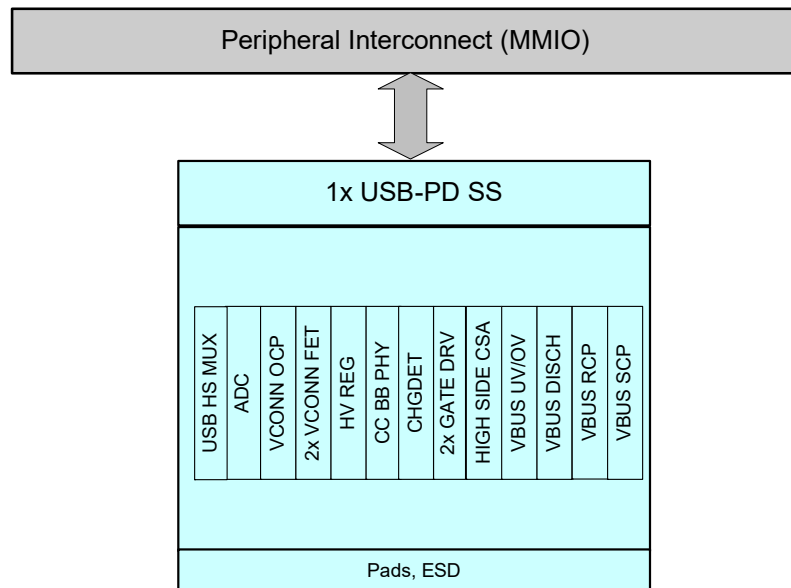 Peripheral Interconnect (MMIO)
1x USB-PD SS
USB HS MUX
ADC
VCONN OCP
2x VCONN FET
HV REG
CC BB PHY
CHGDET
2x GATE DRV
HIGH SIDE CSA
VBUS UV/OV
VBUS DISCH
VBUS RCP
VBUS SCP
Pads, ESD